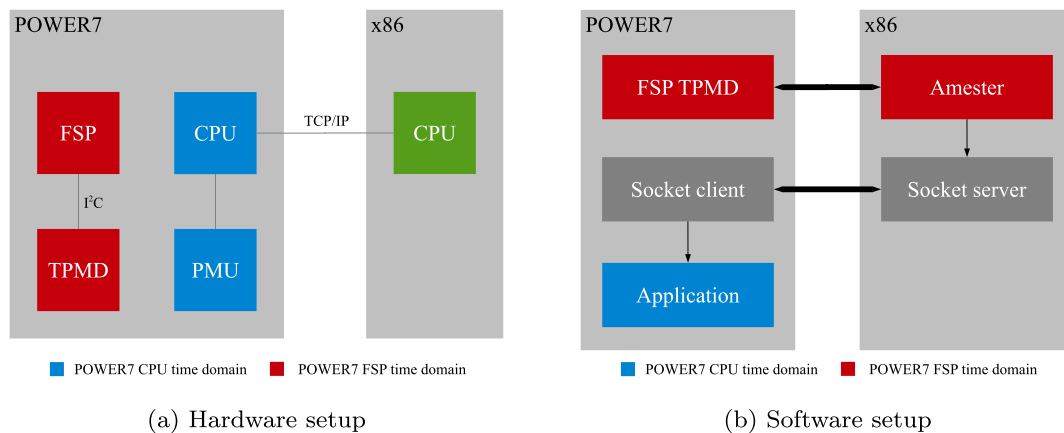 POWER7
x86
FSP
CPU
TCP/IP
CPU
I²C
TPMD
PMU
POWER7 CPU time domain
POWER7 FSP time domain
(a) Hardware setup
POWER7
x86
FSP TPMD
Amester
Socket client
Socket server
Application
POWER7 CPU time domain
POWER7 FSP time domain
(b) Software setup